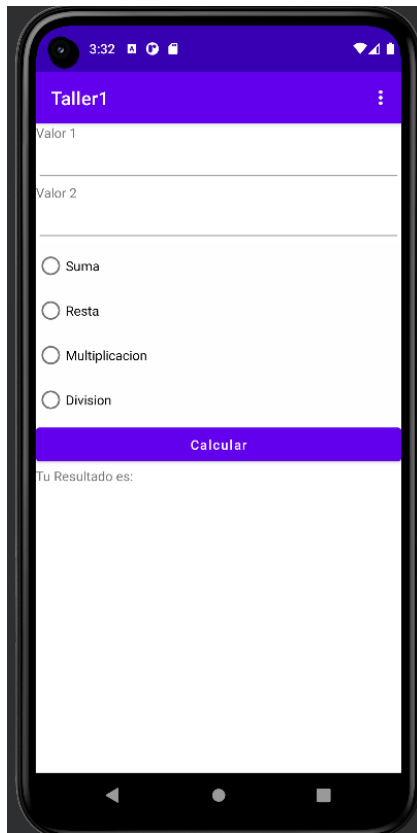 3:32
Taller1
Valor 1
Valor 2
Suma
Resta
Multiplicacion
Division
Calcular
Tu Resultado es: